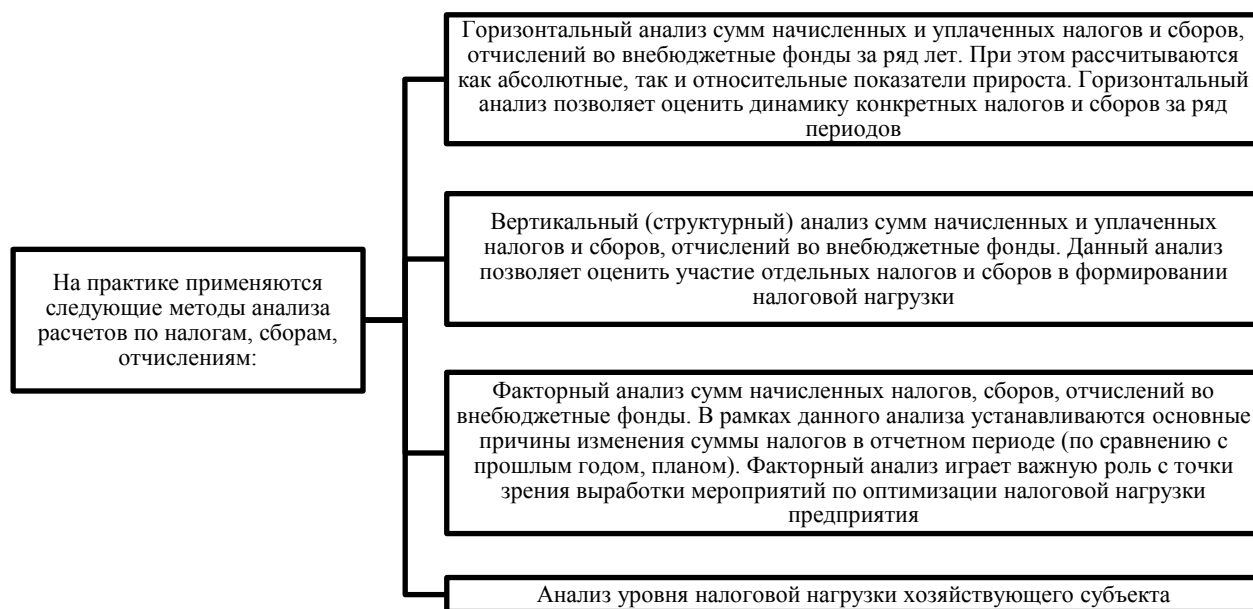 На практике применяются
следующие методы анализа
расчетов по налогам, сборам,
отчислениям:
Горизонтальный анализ сумм начисленных и уплаченных налогов и сборов,
отчислений во внебюджетные фонды за ряд лет. При этом рассчитываются
как абсолютные, так и относительные показатели прироста. Горизонтальный
анализ позволяет оценить динамику конкретных налогов и сборов за ряд
периодов
Вертикальный (структурный) анализ сумм начисленных и уплаченных
налогов и сборов, отчислений во внебюджетные фонды. Данный анализ
позволяет оценить участие отдельных налогов и сборов в формировании
налоговой нагрузки
Факторный анализ сумм начисленных налогов, сборов, отчислений во
внебюджетные фонды. В рамках данного анализа устанавливаются основные
причины изменения суммы налогов в отчетном периоде (по сравнению с
прошлым годом, планом). Факторный анализ играет важную роль с точки
зрения выработки мероприятий по оптимизации налоговой нагрузки
предприятия
Анализ уровня налоговой нагрузки хозяйствующего субъекта